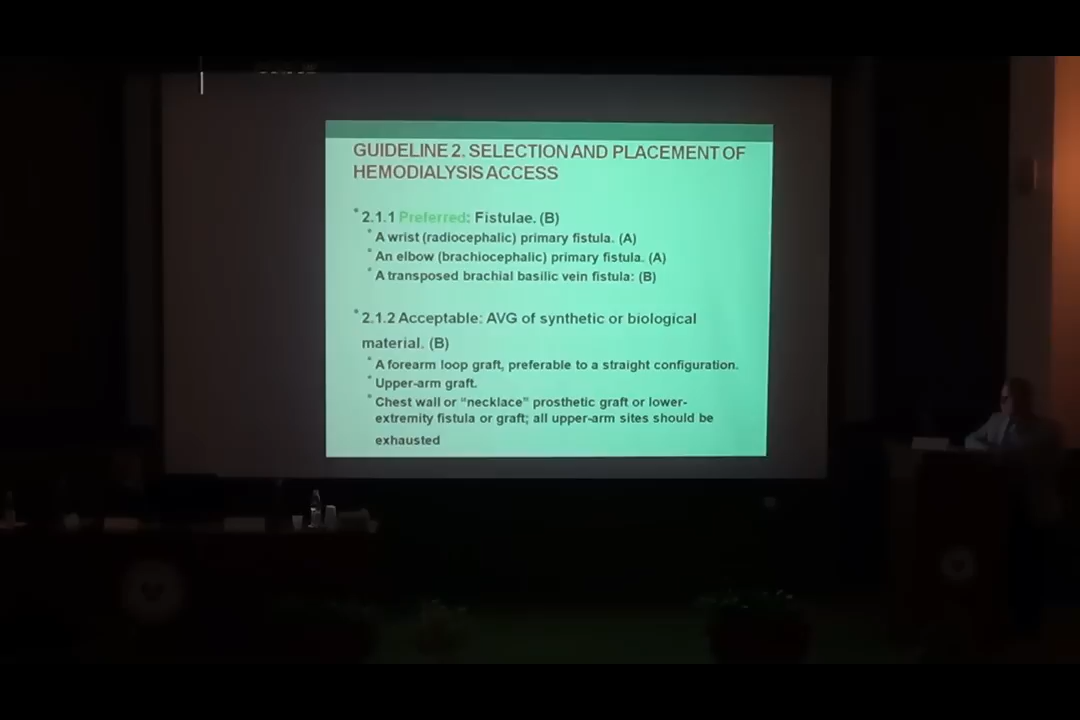 GUIDELINE 2. SELECTION AND PLACEMENT OF
HEMODIALYSIS ACCESS
2.1.1 Preferred: Fistulae. (B)
A wrist (radiocephalic) primary fistula. (A)
An elbow (brachiocephalic) primary fistula. (A)
A transposed brachial basilic vein fistula: (B)
2.1.2 Acceptable: AVG of synthetic or biological
material. (B)
A forearm loop graft, preferable to a straight configuration.
Upper-arm graft.
Chest wall or “necklace” prosthetic graft or lower-
extremity fistula or graft; all upper-arm sites should be
exhausted